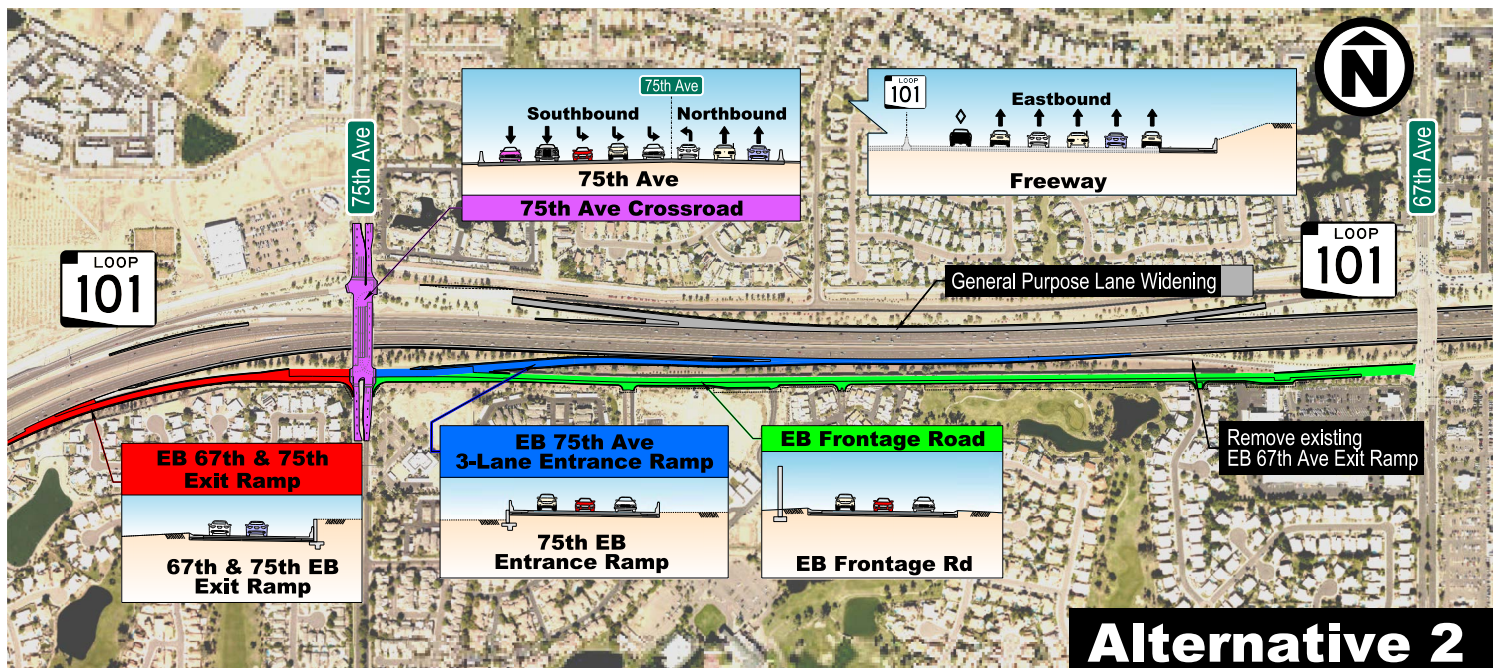 75th Ave
75th Ave
Southbound
Northbound
75th Ave
75th Ave Crossroad
LOOP
101
Eastbound
Freeway
N
67th Ave
LOOP
101
LOOP
101
General Purpose Lane Widening
EB 67th & 75th
Exit Ramp
67th & 75th EB
Exit Ramp
EB 75th Ave
3-Lane Entrance Ramp
75th EB
Entrance Ramp
EB Frontage Road
EB Frontage Rd
Remove existing
EB 67th Ave Exit Ramp
Alternative 2